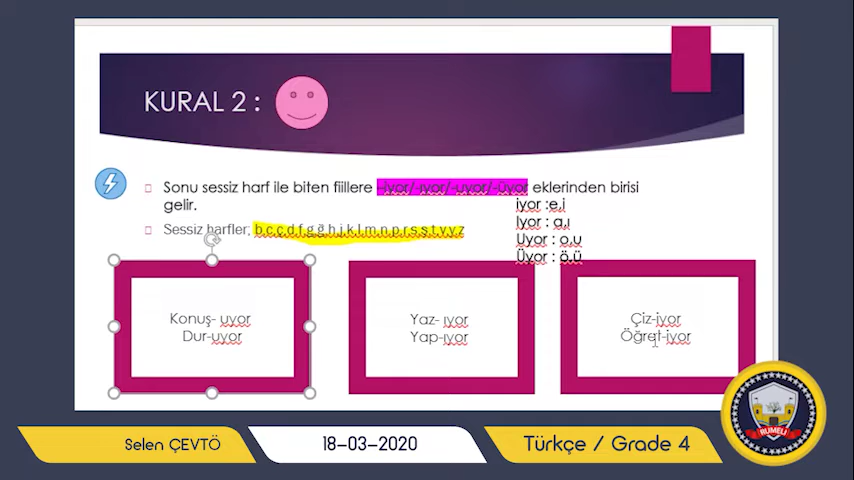 KURAL 2 :
Sonu sessiz harf ile biten fiillere -iyor/-ıyor/-uyor/-üyor eklerinden birisi
gelir.
iyor :e,i
Iyor : a,ı
Uyor : o,u
Üyor : ö,ü
Sessiz harfler; b,c,ç,d,f,g,ğ,h,j,k,l,m,n,p,r,s,ş,t,v,y,z
Konuş- uyor
Dur-uyor
Yaz- ıyor
Yap-ıyor
Çiz-iyor
Öğret-iyor
RUMELİ
Selen ÇEVTÖ
18-03-2020
Türkçe / Grade 4